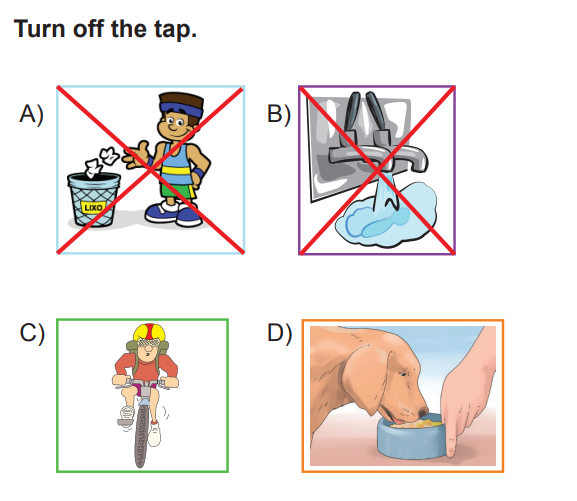 Turn off the tap.
A)
B)
LIXO
C)
D)